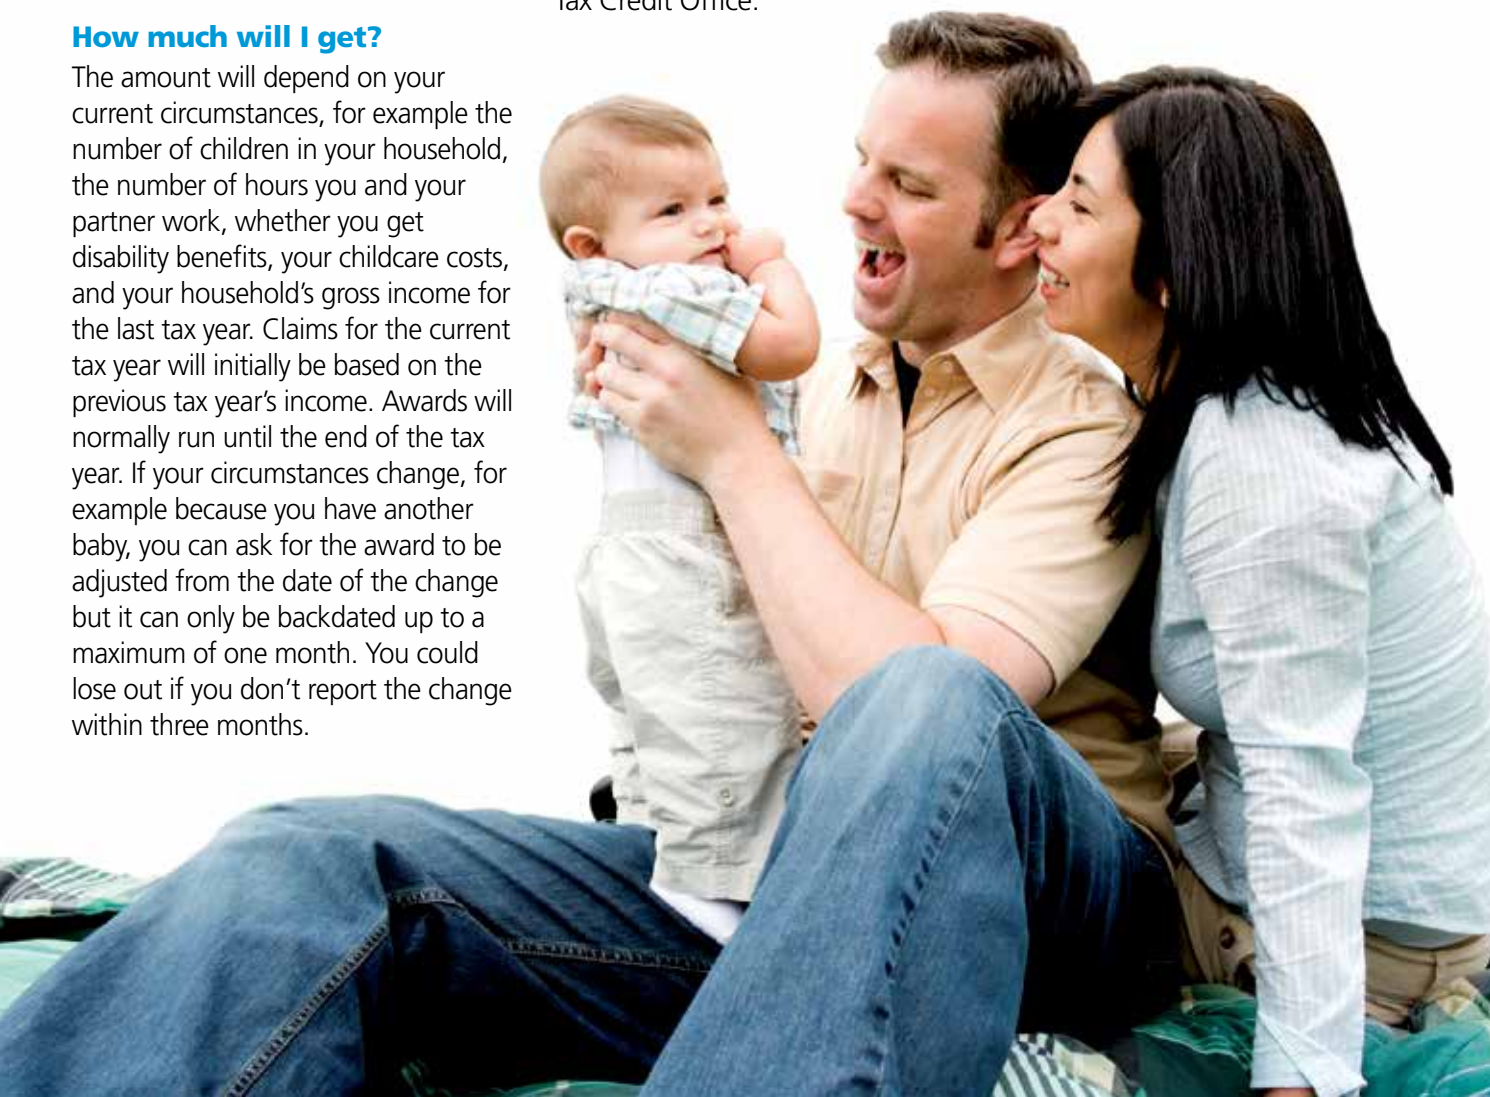 Tax Credit Office.
How much will I get?
The amount will depend on your
current circumstances, for example the
number of children in your household,
the number of hours you and your
partner work, whether you get
disability benefits, your childcare costs,
and your household’s gross income for
the last tax year. Claims for the current
tax year will initially be based on the
previous tax year’s income. Awards will
normally run until the end of the tax
year. If your circumstances change, for
example because you have another
baby, you can ask for the award to be
adjusted from the date of the change
but it can only be backdated up to a
maximum of one month. You could
lose out if you don’t report the change
within three months.